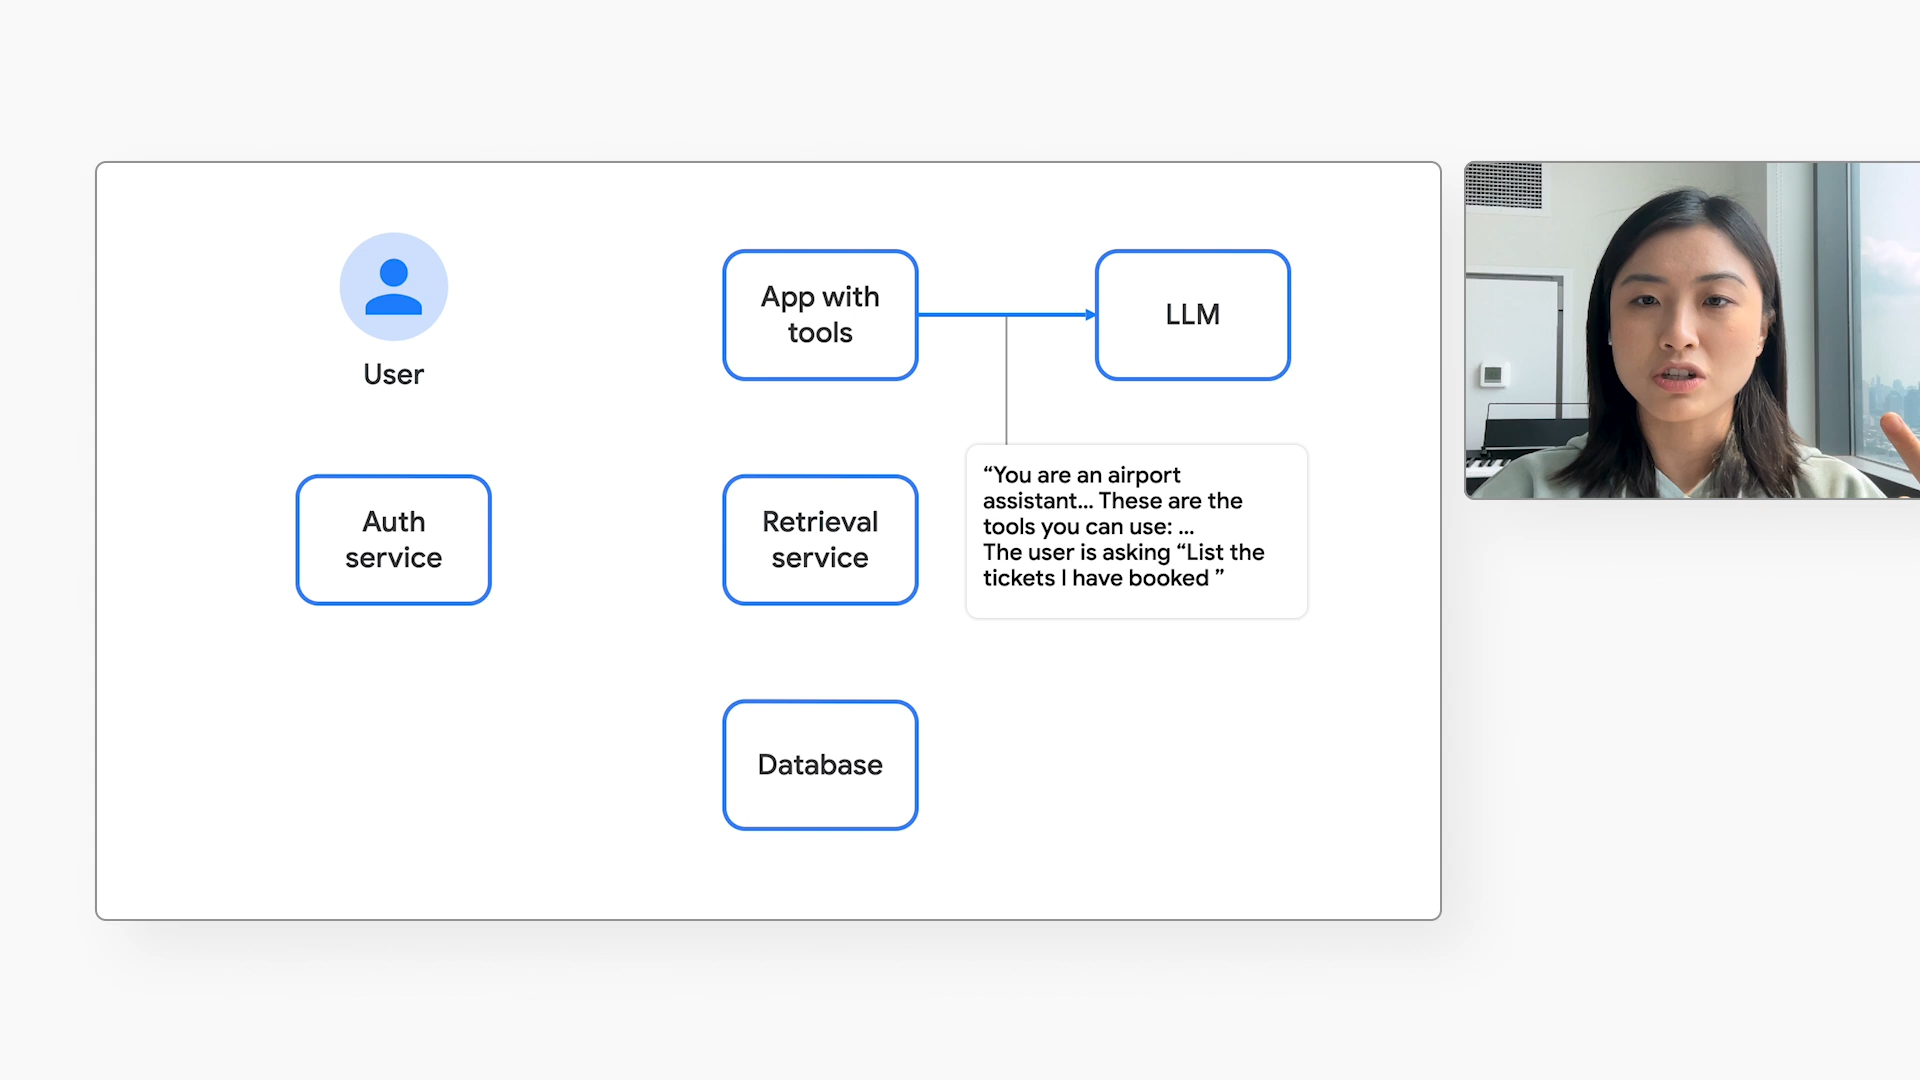 User
App with
tools
LLM
Auth
service
Retrieval
service
“You are an airport
assistant... These are the
tools you can use: ...
The user is asking “List the
tickets I have booked ”
Database